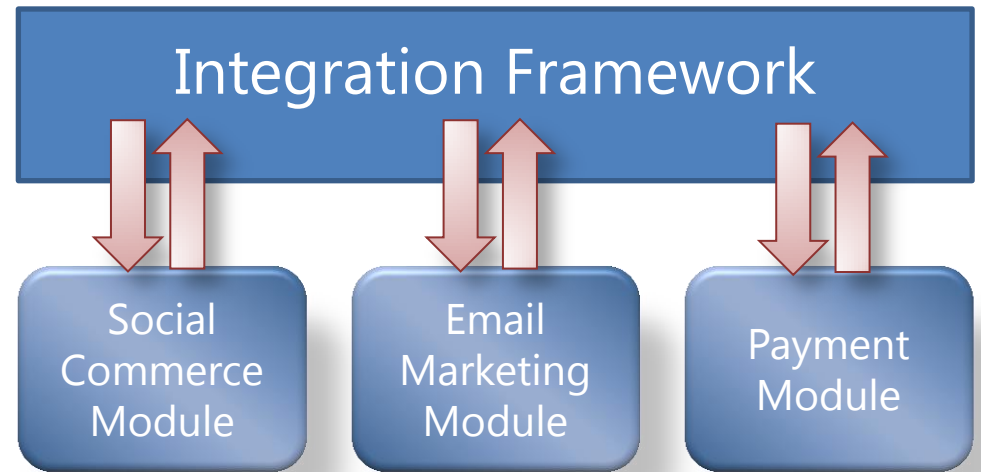 Integration Framework
Social
Commerce
Module
Email
Marketing
Module
Payment
Module